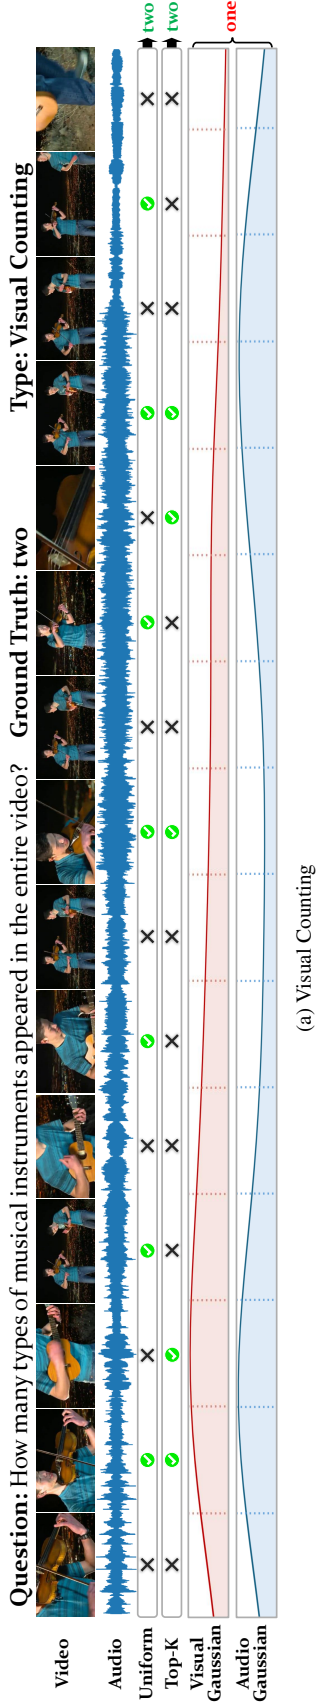 Question: How many types of musical instruments appeared in the entire video? Ground Truth: two Type: Visual Counting
Video
Audio
Uniform
two
Top-K
two
Visual
Gaussian
Audio
Gaussian
one
(a) Visual Counting